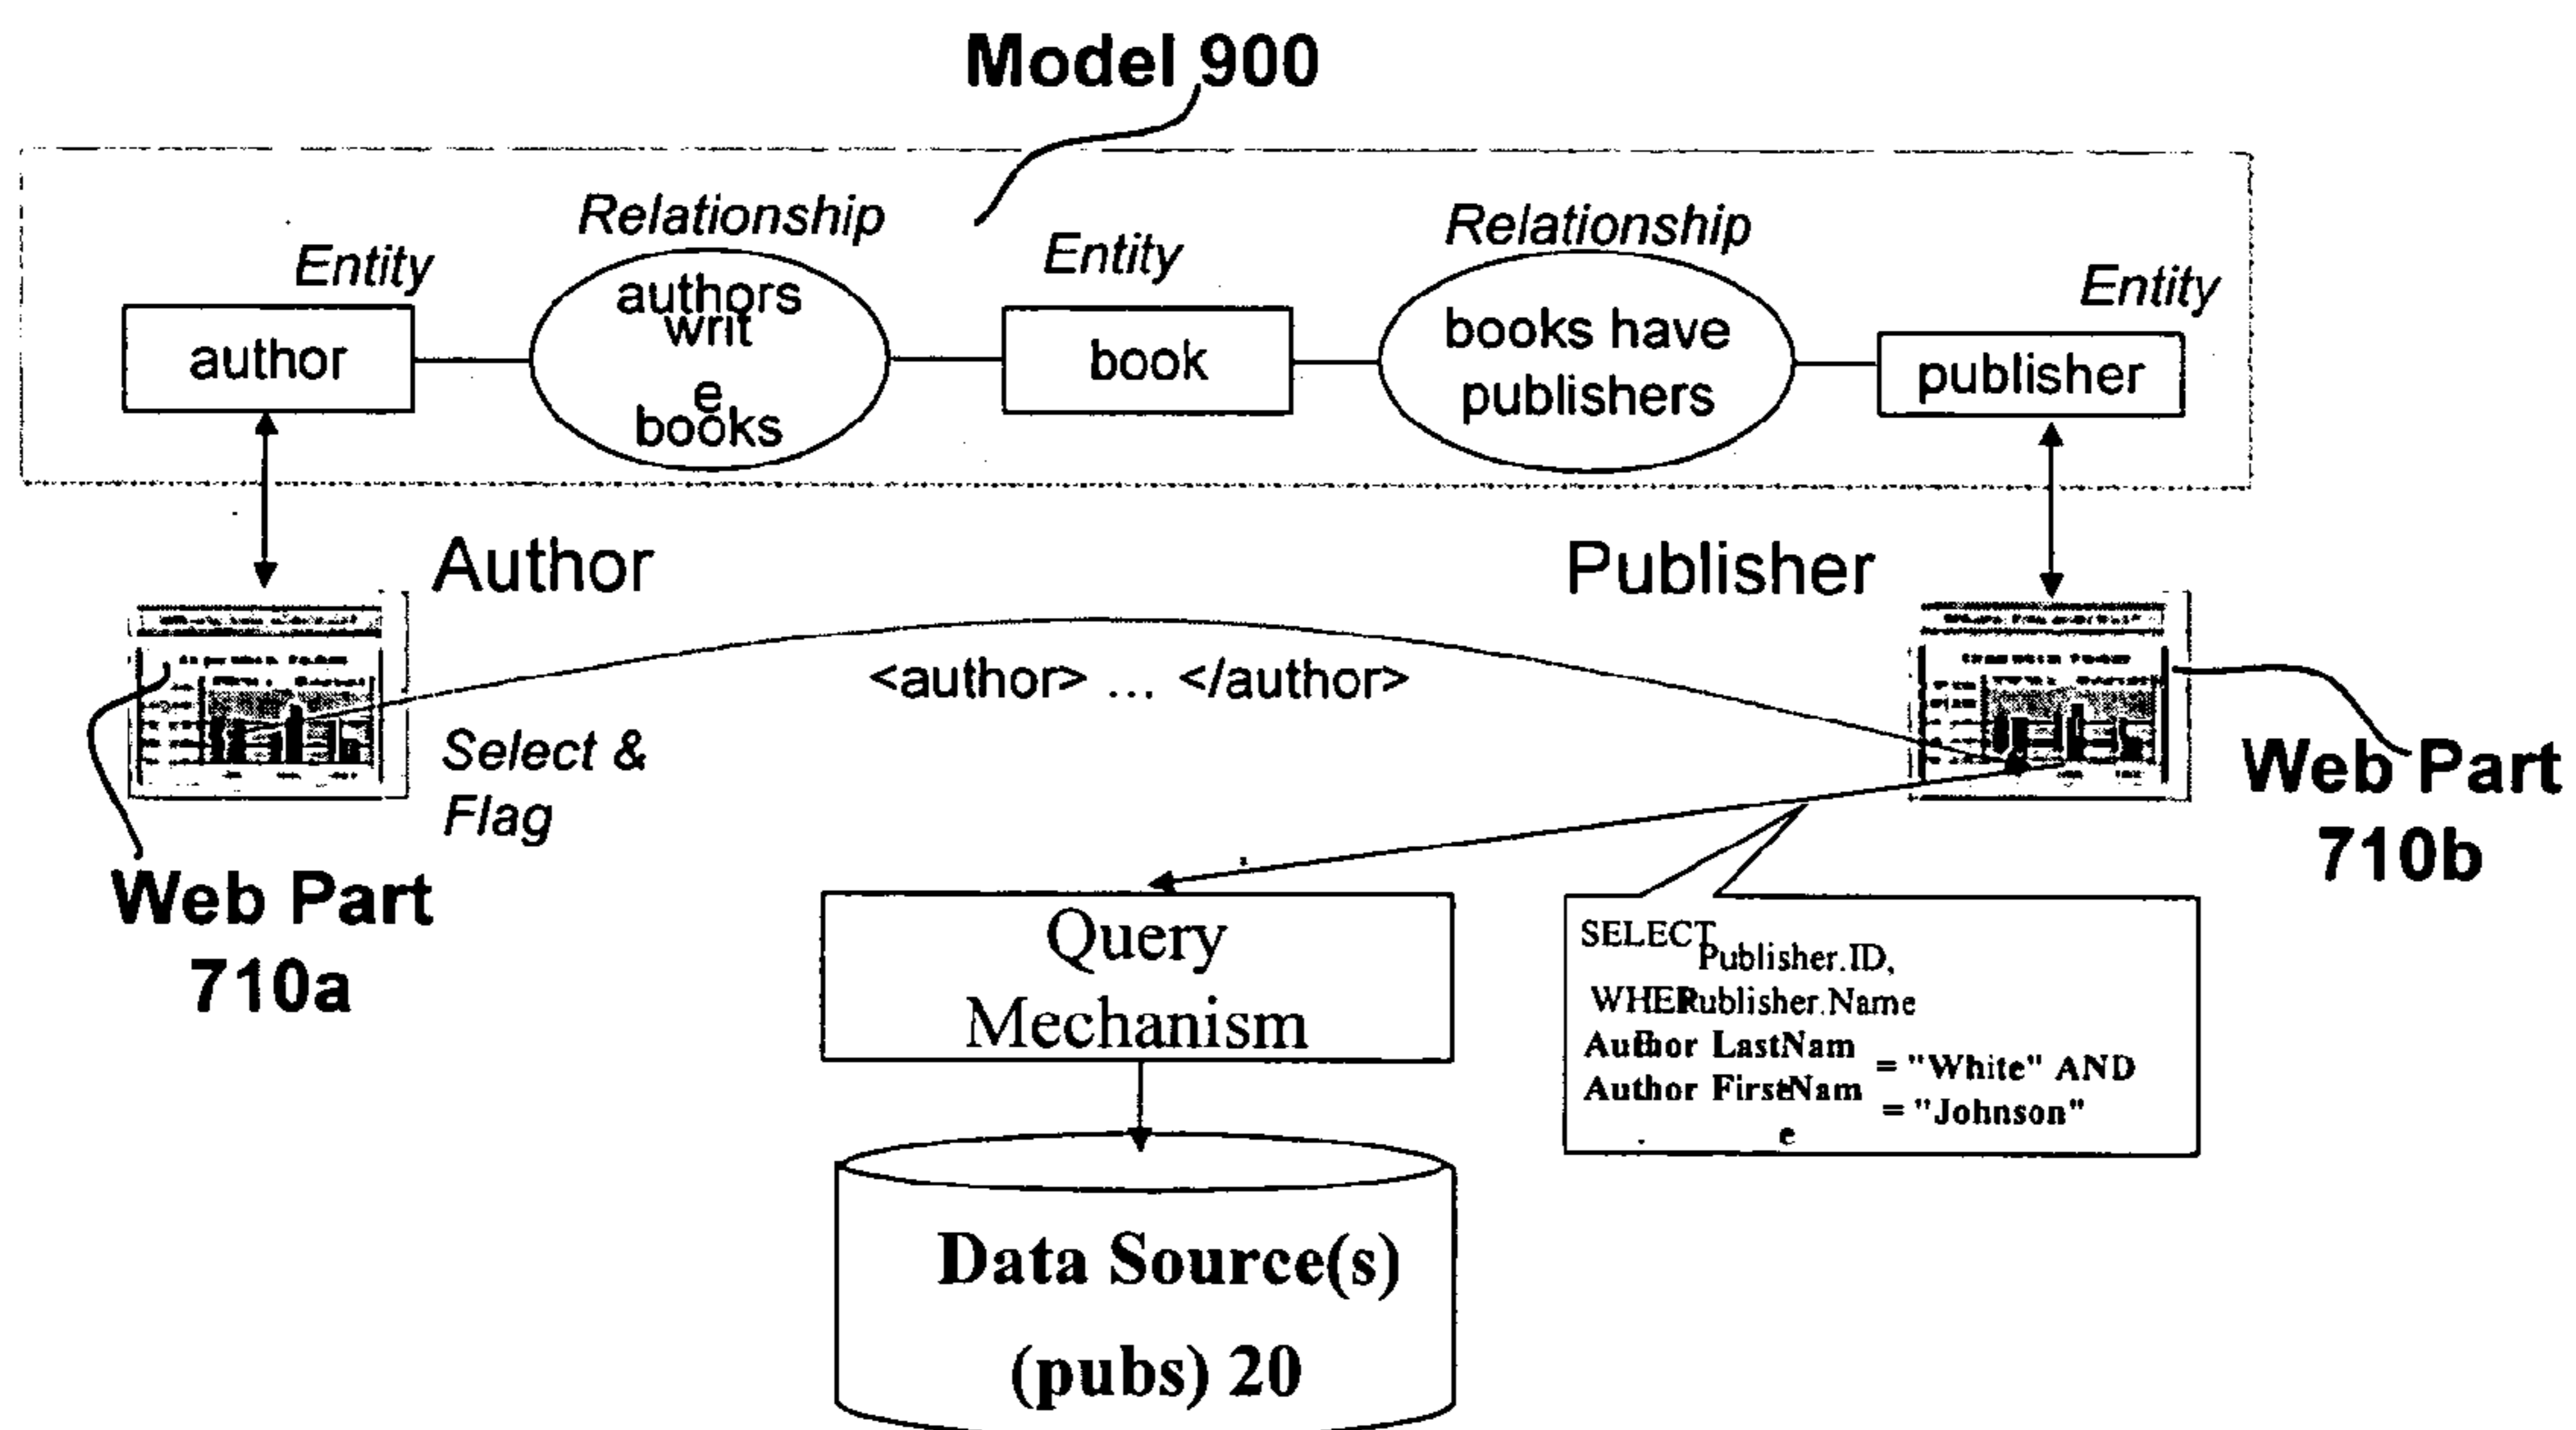 Model 900
Relationship
Relationship
Entity
Entity
Entity
authors
writ
e
books
books have
publishers
author
book
publisher
Author
Publisher
<author> ... </author>
Select &
Flag
Web Part
710a
Web Part
710b
Query
Mechanism
SELECT
Publisher.ID,
WHER
Publisher.Name
E
Author LastNam
e
= "White" AND
Author FirstNam
e
= "Johnson"
Data Source(s)
(pubs) 20